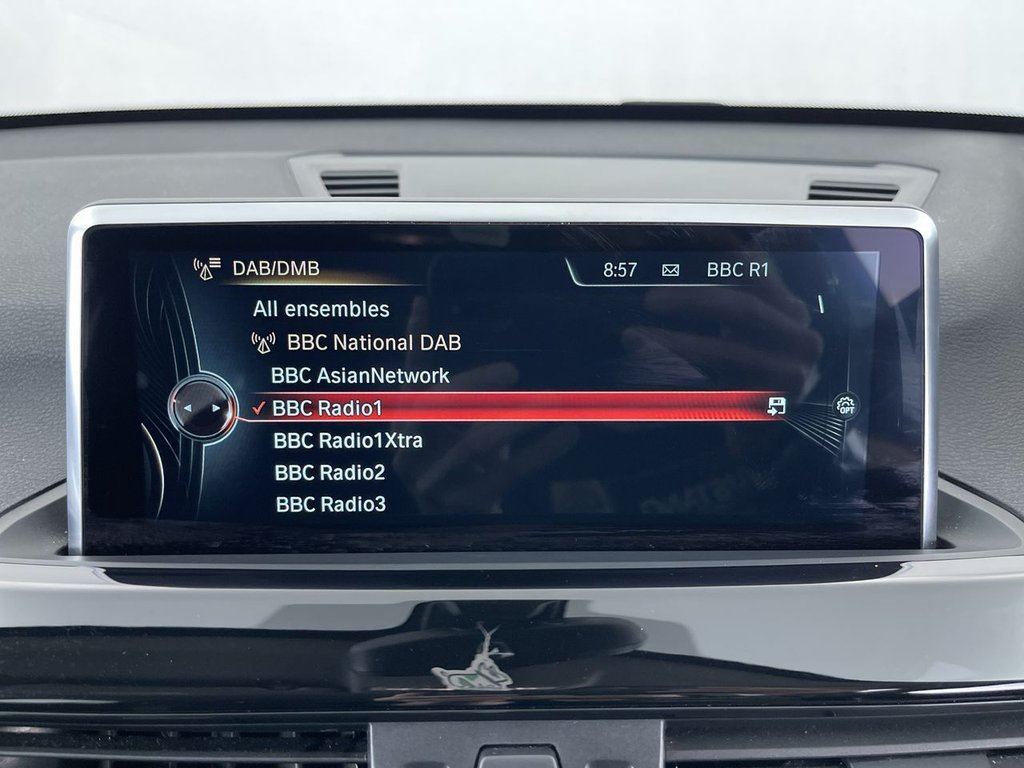 DAB/DMB
8:57
BBC R1
All ensembles
BBC National DAB
BBC AsianNetwork
BBC Radio1
OPT
BBC Radio1Xtra
BBC Radio2
BBC Radio3